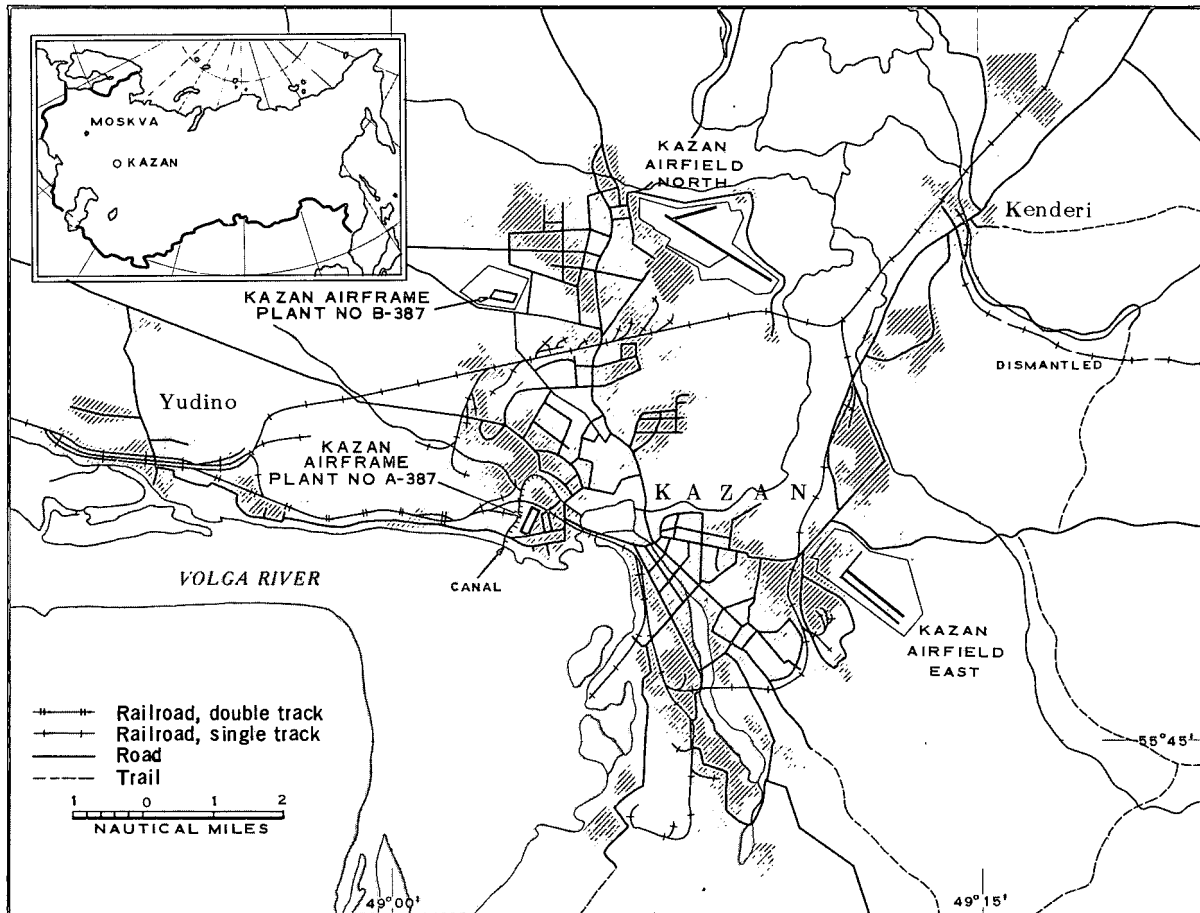 MOSKVA
KAZAN
KAZAN
AIRFIELD
NORTH
Kenderi
KAZAN AIRFRAME
PLANT NO B-387
DISMANTLED
Yudino
KAZAN
AIRFRAME
PLANT NO A-387
KAZAN
VOLGA RIVER
CANAL
KAZAN
AIRFIELD
EAST
Railroad, double track
Railroad, single track
Road
Trail
1 0 1 2
NAUTICAL MILES
55°45'
49°00'
49°15'